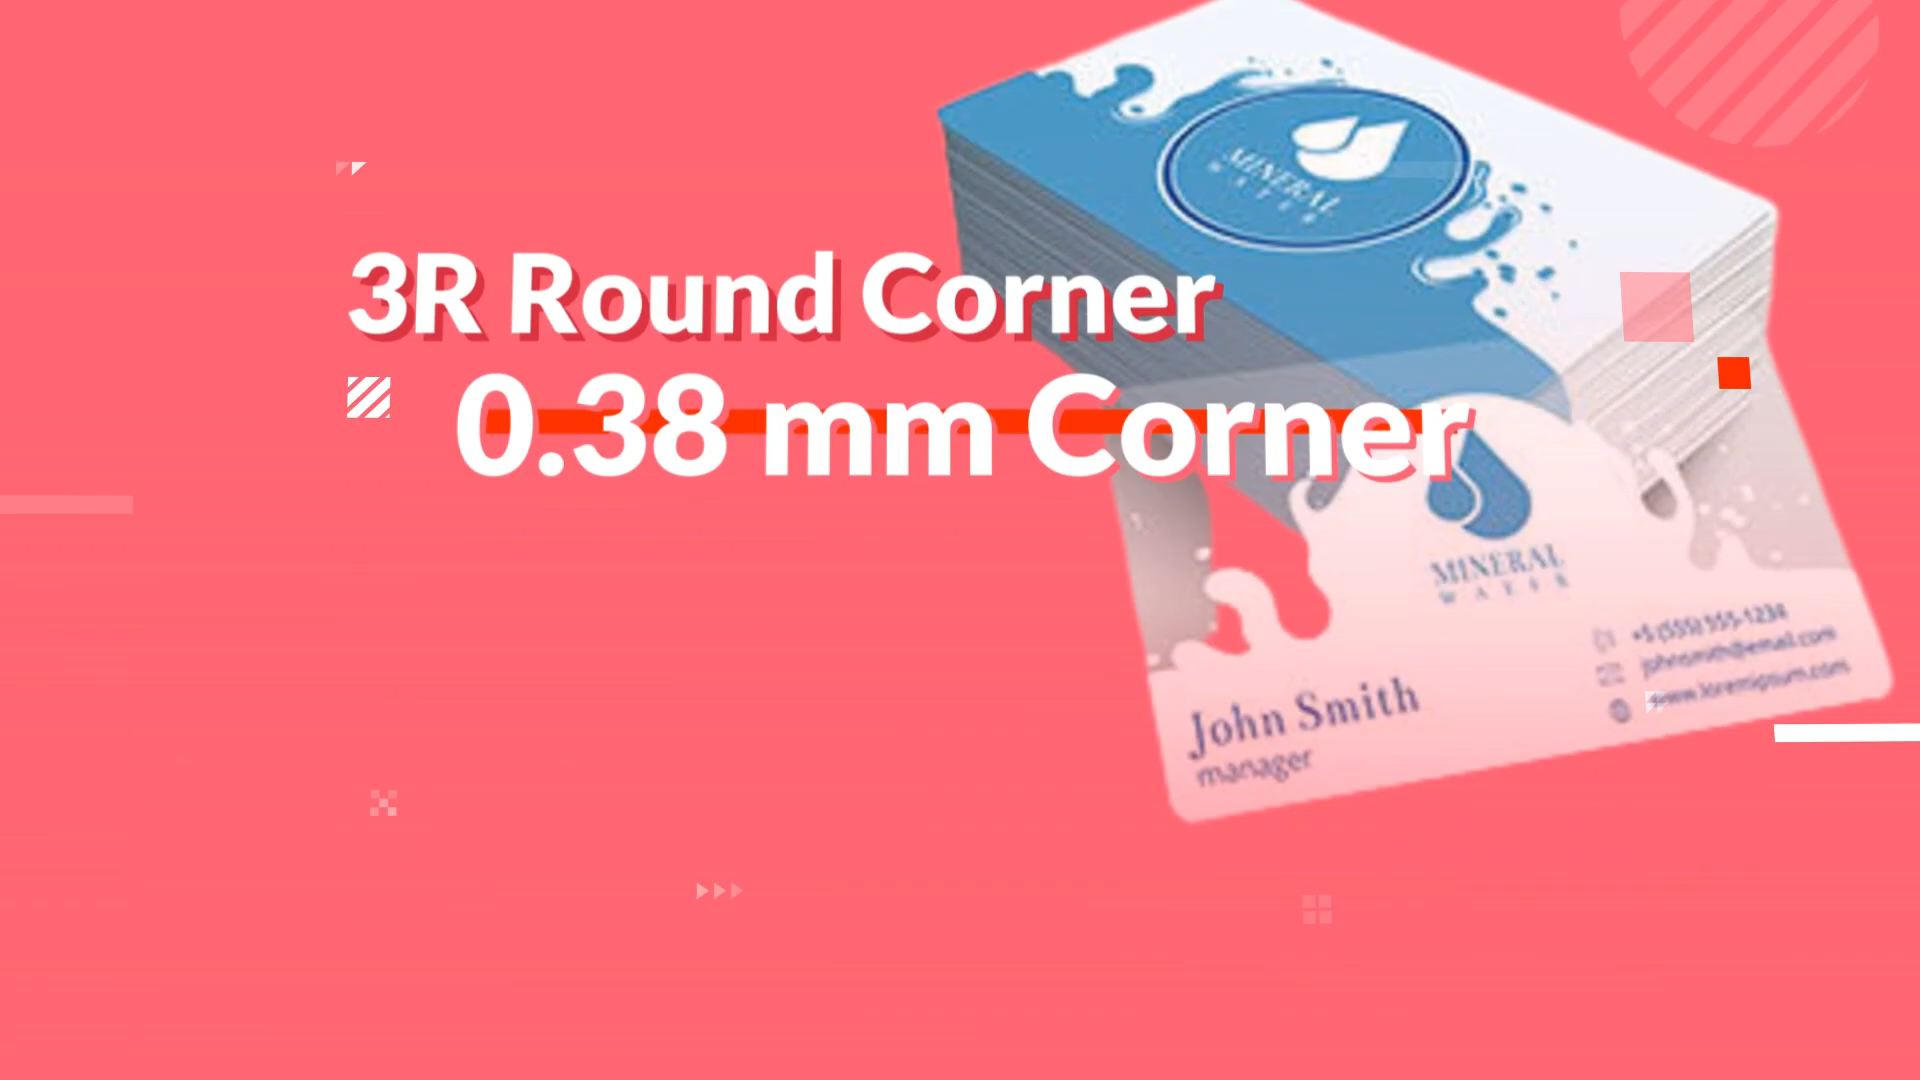 MINERAL
WATER
3R Round Corner
0.38 mm Corner
MINERAL
WATER
+5 (555) 555-1234
johnsmith@email.com
www.loremipsum.com
John Smith
manager